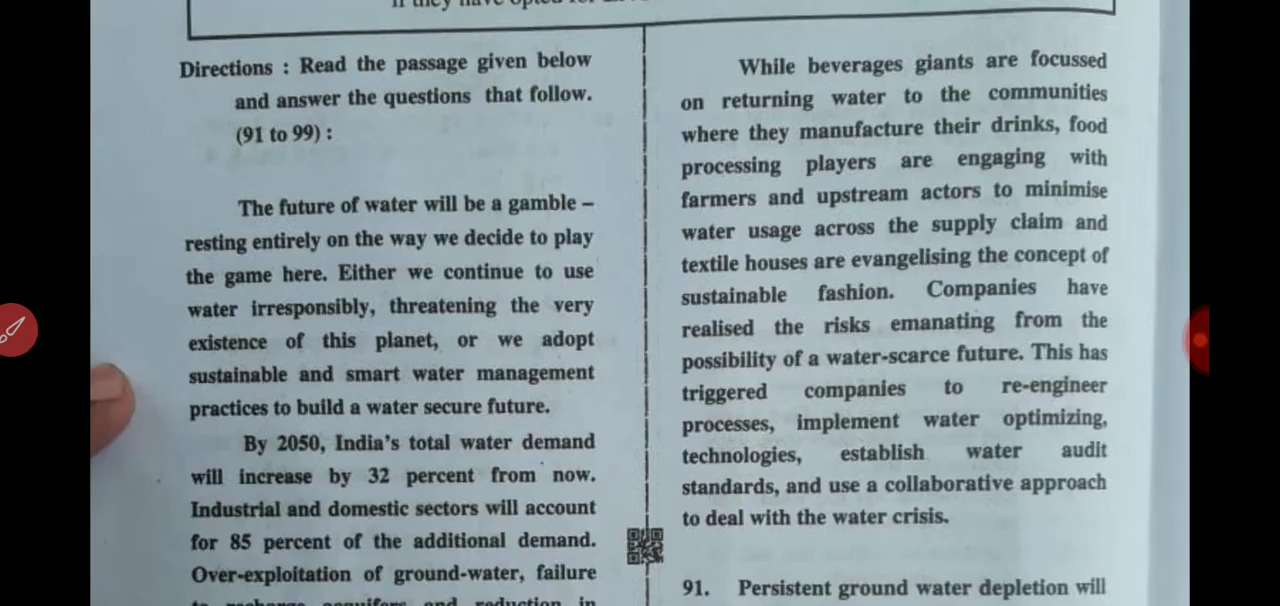 If they have opted for
Directions : Read the passage given below
and answer the questions that follow.
(91 to 99) :
The future of water will be a gamble –
resting entirely on the way we decide to play
the game here. Either we continue to use
water irresponsibly, threatening the very
existence of this planet, or we adopt
sustainable and smart water management
practices to build a water secure future.
By 2050, India's total water demand
will increase by 32 percent from now.
Industrial and domestic sectors will account
for 85 percent of the additional demand.
Over-exploitation of ground-water, failure
to recharge aquifers and reduction in
While beverages giants are focussed
on returning water to the communities
where they manufacture their drinks, food
processing players are engaging with
farmers and upstream actors to minimise
water usage across the supply claim and
textile houses are evangelising the concept of
sustainable fashion. Companies have
realised the risks emanating from the
possibility of a water-scarce future. This has
triggered companies to re-engineer
processes, implement water optimizing,
technologies, establish water audit
standards, and use a collaborative approach
to deal with the water crisis.
91. Persistent ground water depletion will